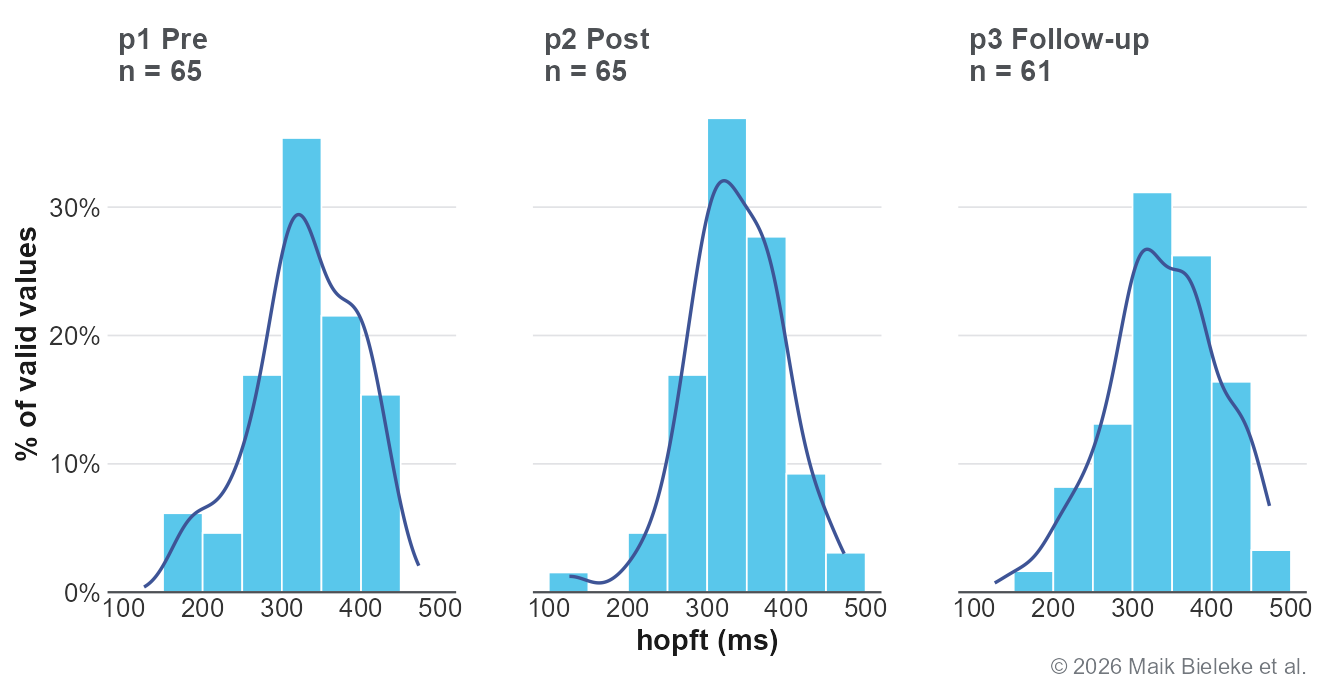 p1 Pre
n = 65
p2 Post
n = 65
p3 Follow-up
n = 61
% of valid values
30%
20%
10%
0%
100 200 300 400 500
100 200 300 400 500
100 200 300 400 500
hopft (ms)
© 2026 Maik Bieleke et al.